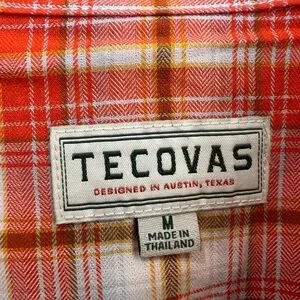 TECOVAS
DESIGNED IN AUSTIN, TEXAS
M
MADE IN
THAILAND